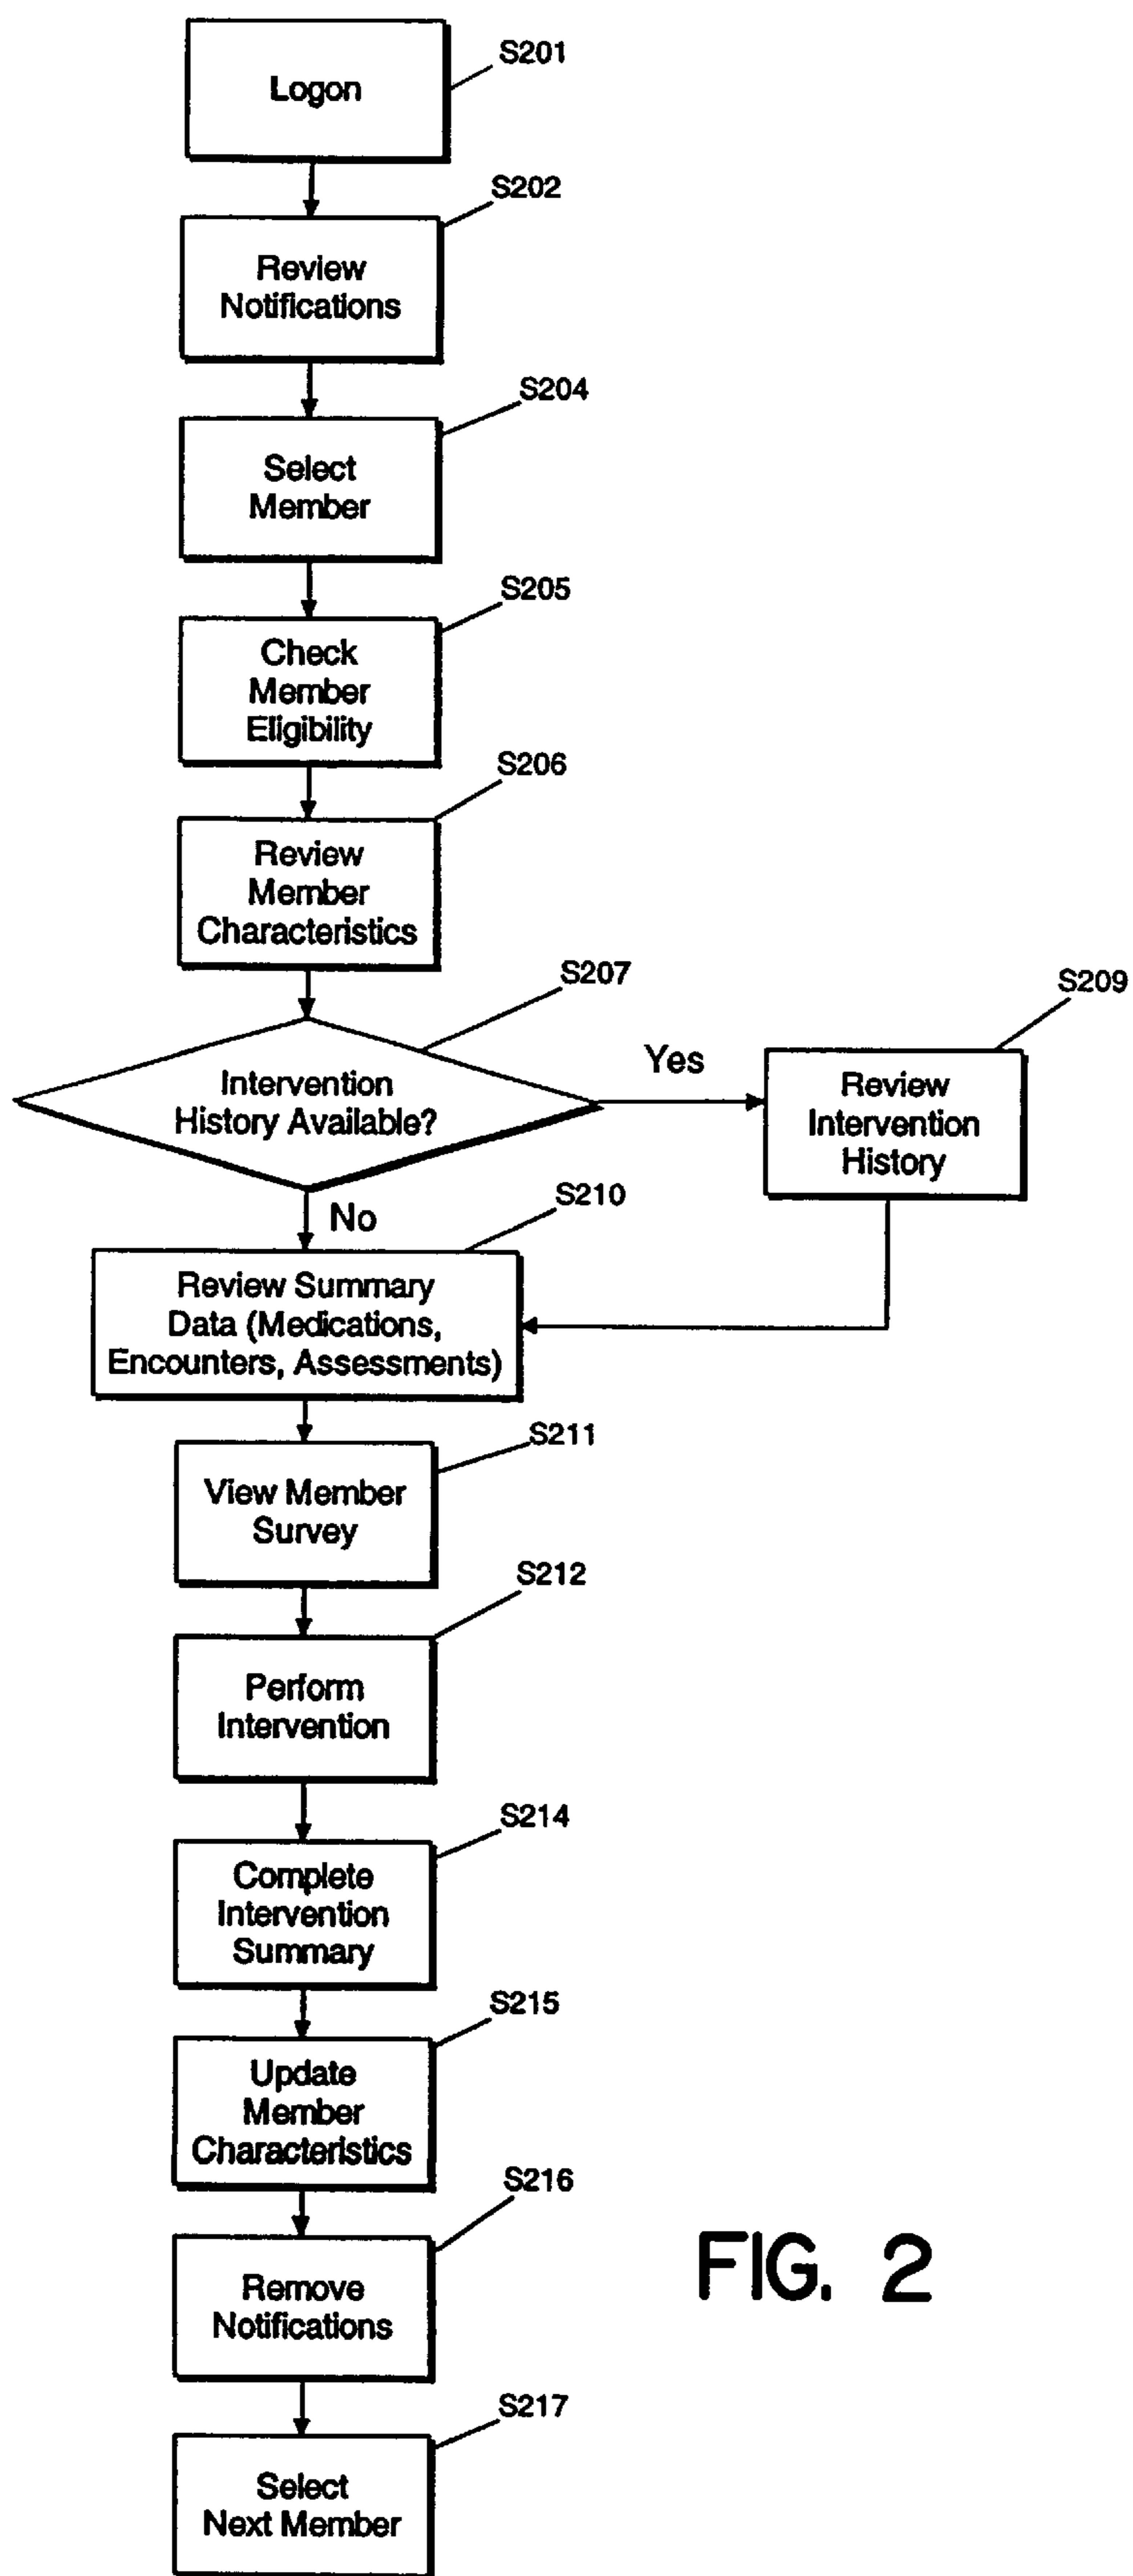 S201
Logon
S202
Review
Notifications
S204
Select
Member
S205
Check
Member
Eligibility
S206
Review
Member
Characteristics
S207
Intervention
History Available?
Yes
S209
Review
Intervention
History
No
S210
Review Summary
Data (Medications,
Encounters, Assessments)
S211
View Member
Survey
S212
Perform
Intervention
S214
Complete
Intervention
Summary
S215
Update
Member
Characteristics
S216
Remove
Notifications
S217
Select
Next Member
FIG. 2